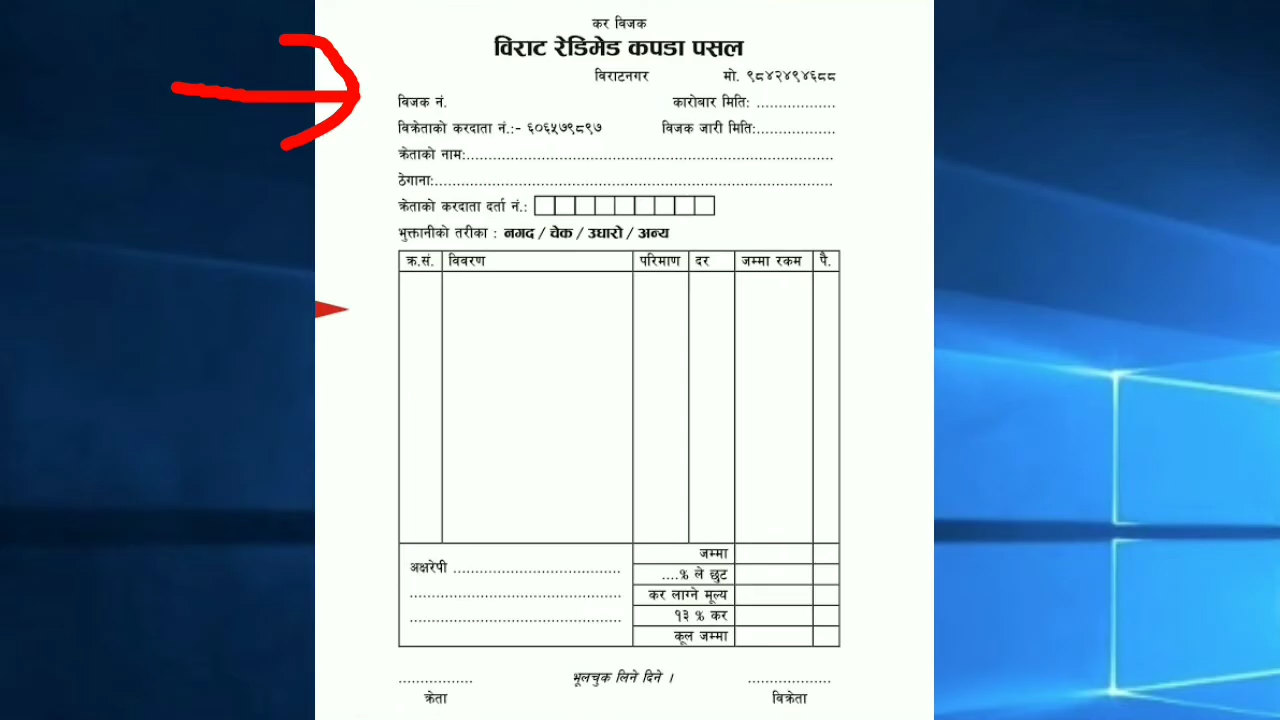 कर विजक
विराट रेडिमेड कपडा पसल
विराटनगर मो. ९८४२४९४६८८
विजक नं. कारोबार मिति: ..................
विक्रेताको करदाता नं.:- ६०६५७९८९७ विजक जारी मिति:..................
क्रेताको नाम:...................................................................................
ठेगाना:..........................................................................................
क्रेताको करदाता दर्ता नं.:
भुक्तानीको तरीका : नगद / चेक / उधारो / अन्य
क्र.सं. विवरण परिमाण दर जम्मा रकम पै.
जम्मा
अक्षरेपी ......................................
....% ले छुट
................................................
कर लाग्ने मूल्य
................................................
१३ % कर
कूल जम्मा
................. भूलचुक लिने दिने । ...................
क्रेता विक्रेता